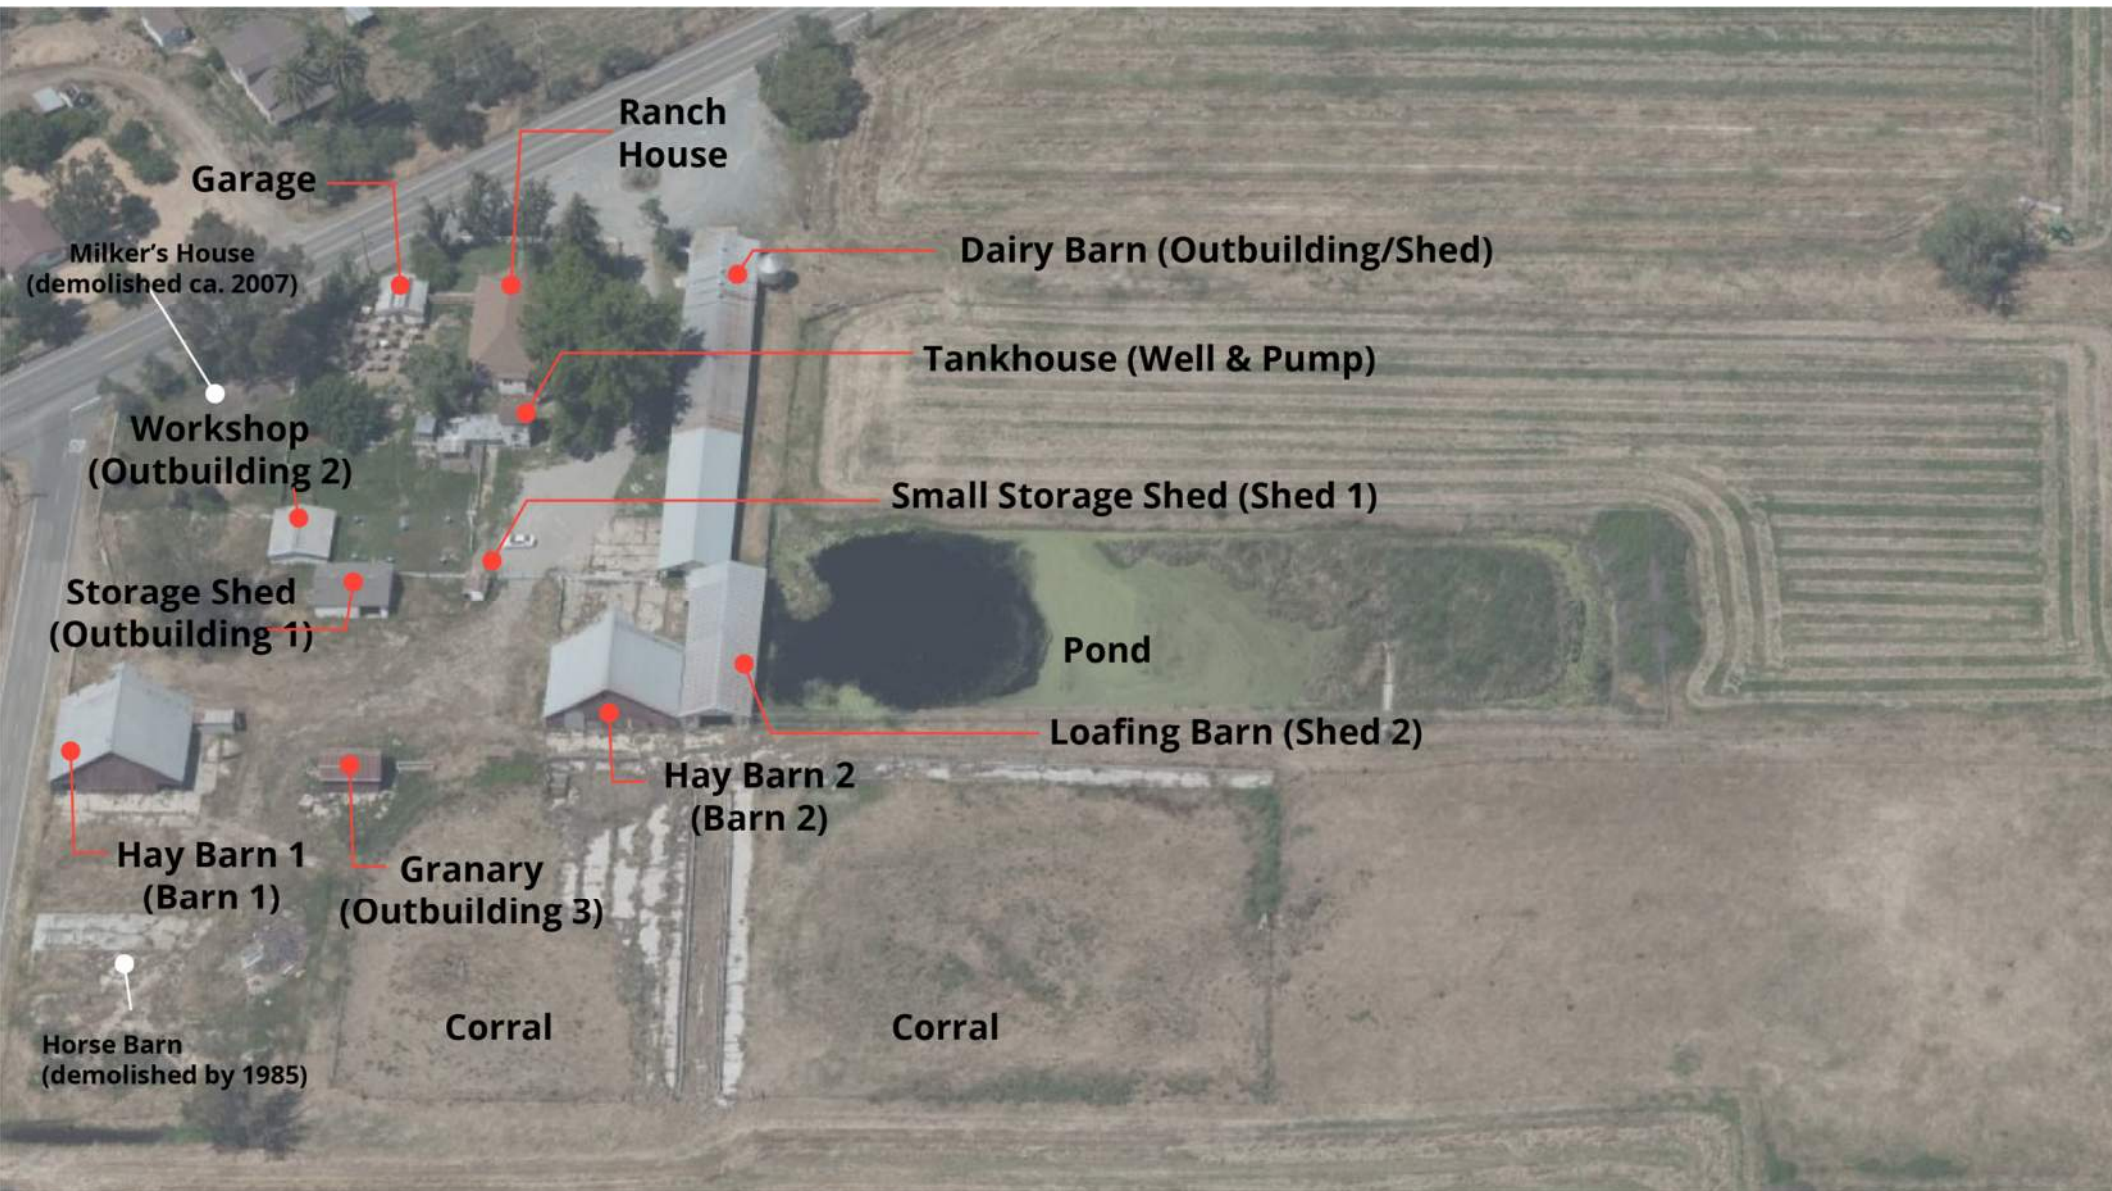 Ranch
House
Garage
Milker's House
(demolished ca. 2007)
Dairy Barn (Outbuilding/Shed)
Tankhouse (Well & Pump)
Workshop
(Outbuilding 2)
Small Storage Shed (Shed 1)
Storage Shed
(Outbuilding 1)
Pond
Loafing Barn (Shed 2)
Hay Barn 2
(Barn 2)
Hay Barn 1
(Barn 1)
Granary
(Outbuilding 3)
Corral
Corral
Horse Barn
(demolished by 1985)